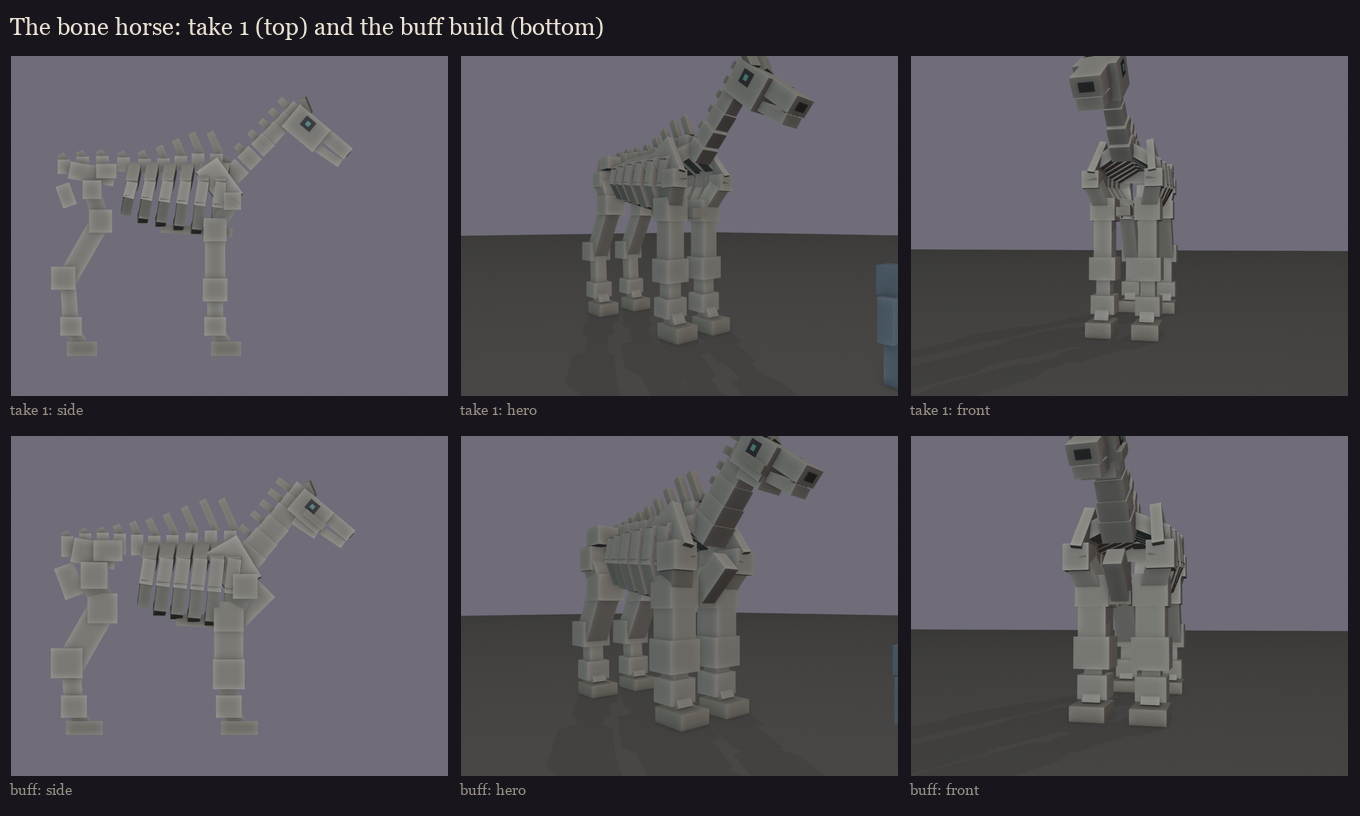 The bone horse: take 1 (top) and the buff build (bottom)
take 1: side
take 1: hero
take 1: front
buff: side
buff: hero
buff: front